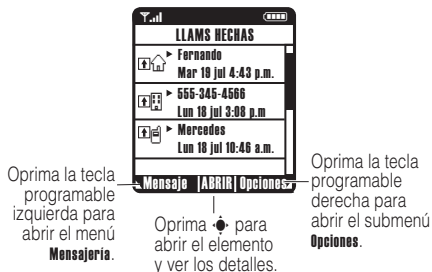 LLAMS HECHAS
Fernando
Mar 19 jul 4:43 p.m.
555-345-4566
Lun 18 jul 3:08 p.m
Mercedes
Lun 18 jul 10:46 a.m.
Mensaje |ABRIR| Opciones
Oprima la tecla
programable
izquierda para
abrir el menú
Mensajería.
Oprima para
abrir el elemento
y ver los detalles.
Oprima la tecla
programable
derecha para
abrir el submenú
Opciones.